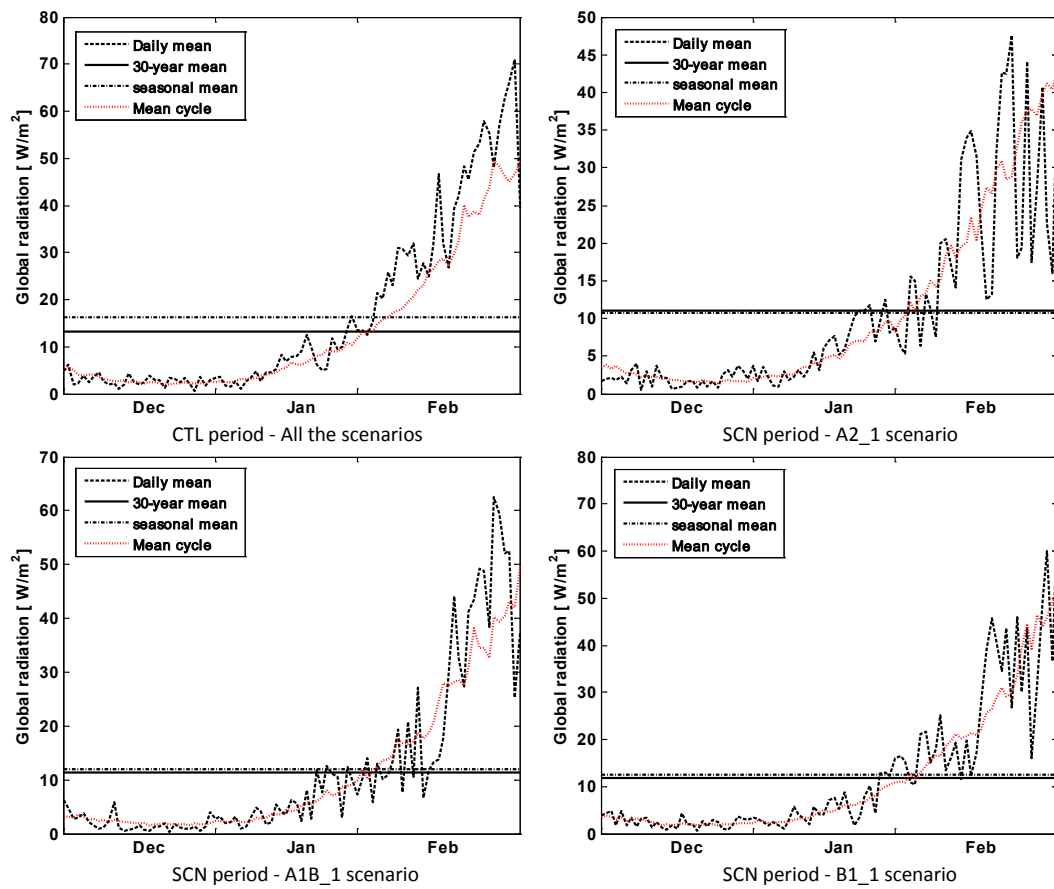 80
70
60
50
40
30
20
10
0
Global radiation [ W/m²]
Daily mean
30-year mean
seasonal mean
Mean cycle
Dec Jan Feb
CTL period - All the scenarios
50
45
40
35
30
25
20
15
10
5
0
Global radiation [ W/m²]
Daily mean
30-year mean
seasonal mean
Mean cycle
Dec Jan Feb
SCN period - A2_1 scenario
70
60
50
40
30
20
10
0
Global radiation [ W/m²]
Daily mean
30-year mean
seasonal mean
Mean cycle
Dec Jan Feb
SCN period - A1B_1 scenario
80
70
60
50
40
30
20
10
0
Global radiation [ W/m²]
Daily mean
30-year mean
seasonal mean
Mean cycle
Dec Jan Feb
SCN period - B1_1 scenario